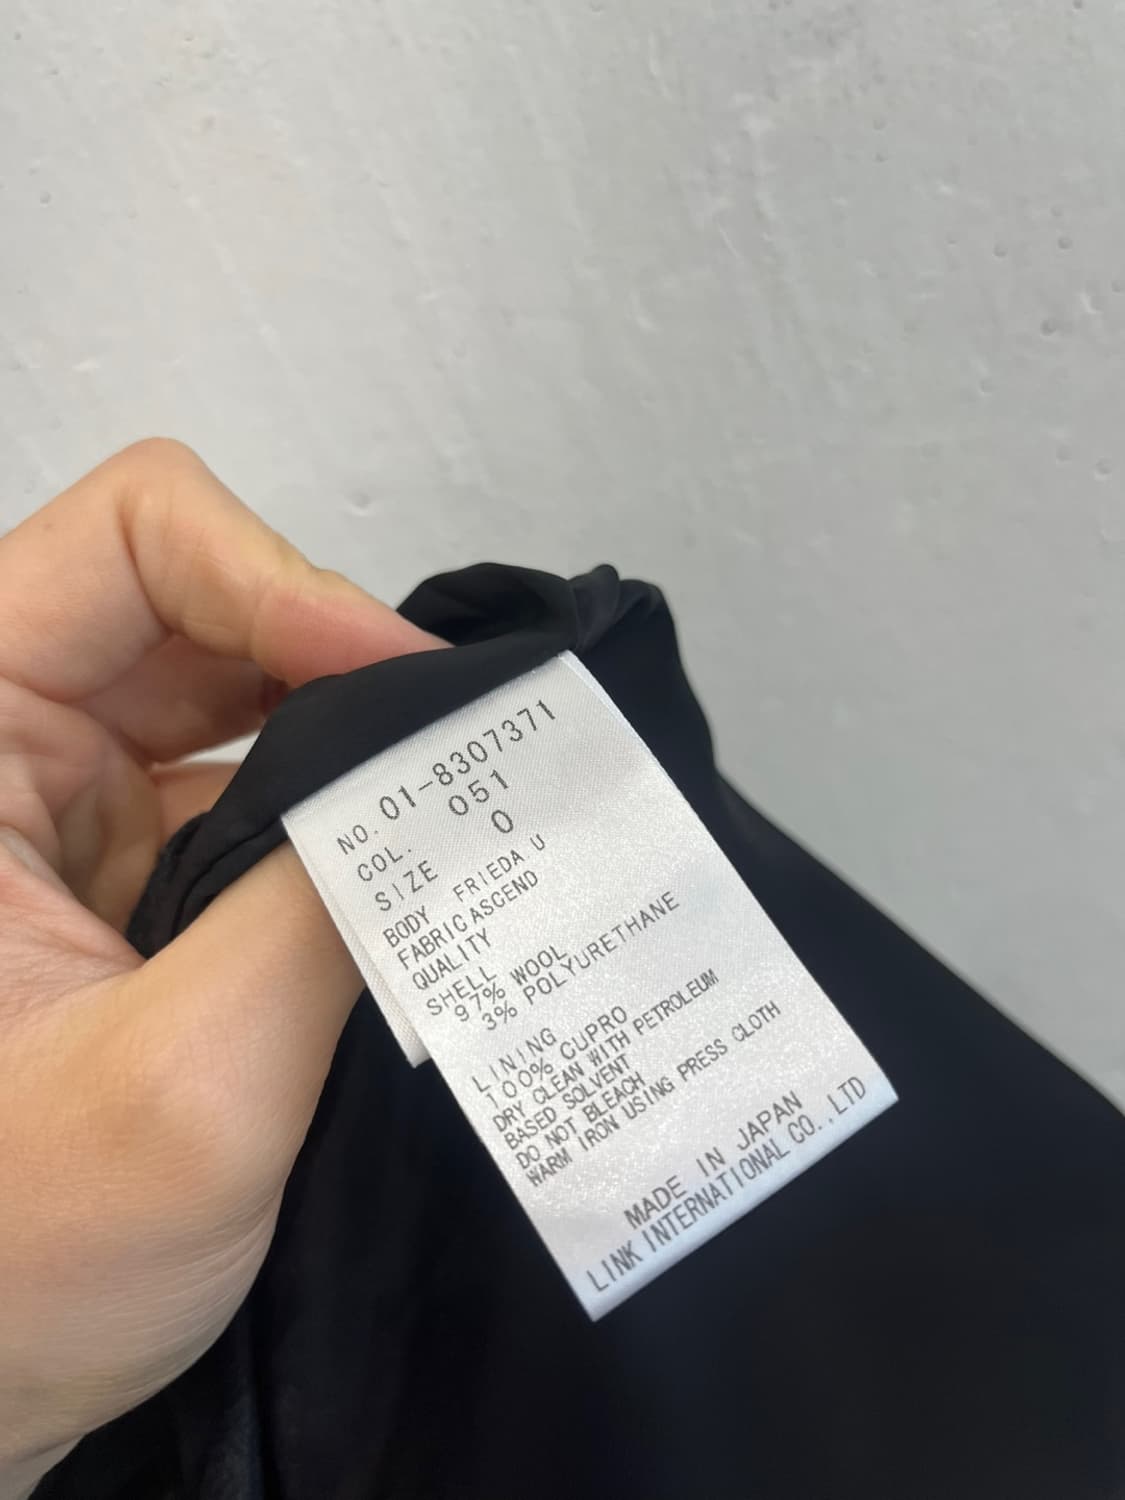 NO. 01-8307371
COL. 051
SIZE 0
BODY FRIEDA U
FABRIC ASCEND
QUALITY
SHELL
97% WOOL
3% POLYURETHANE
LINING
100% CUPRO
DRY CLEAN WITH PETROLEUM
BASED SOLVENT
DO NOT BLEACH
WARM IRON USING PRESS CLOTH
MADE IN JAPAN
LINK INTERNATIONAL CO.,LTD